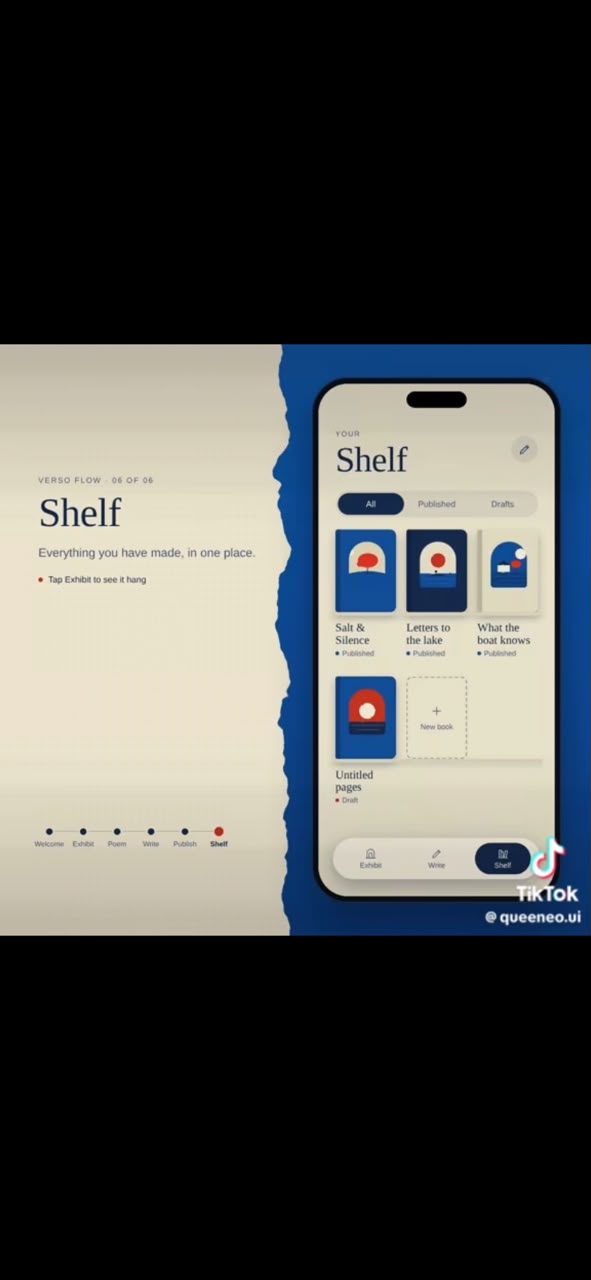 VERSO FLOW · 06 OF 06
Shelf
Everything you have made, in one place.
Tap Exhibit to see it hang
Welcome Exhibit Poem Write Publish Shelf
YOUR
Shelf
All Published Drafts
Salt &
Silence
Published
Letters to
the lake
Published
What the
boat knows
Published
+
New book
Untitled
pages
Draft
Exhibit Write Shelf
TikTok
@ queeneo.ui